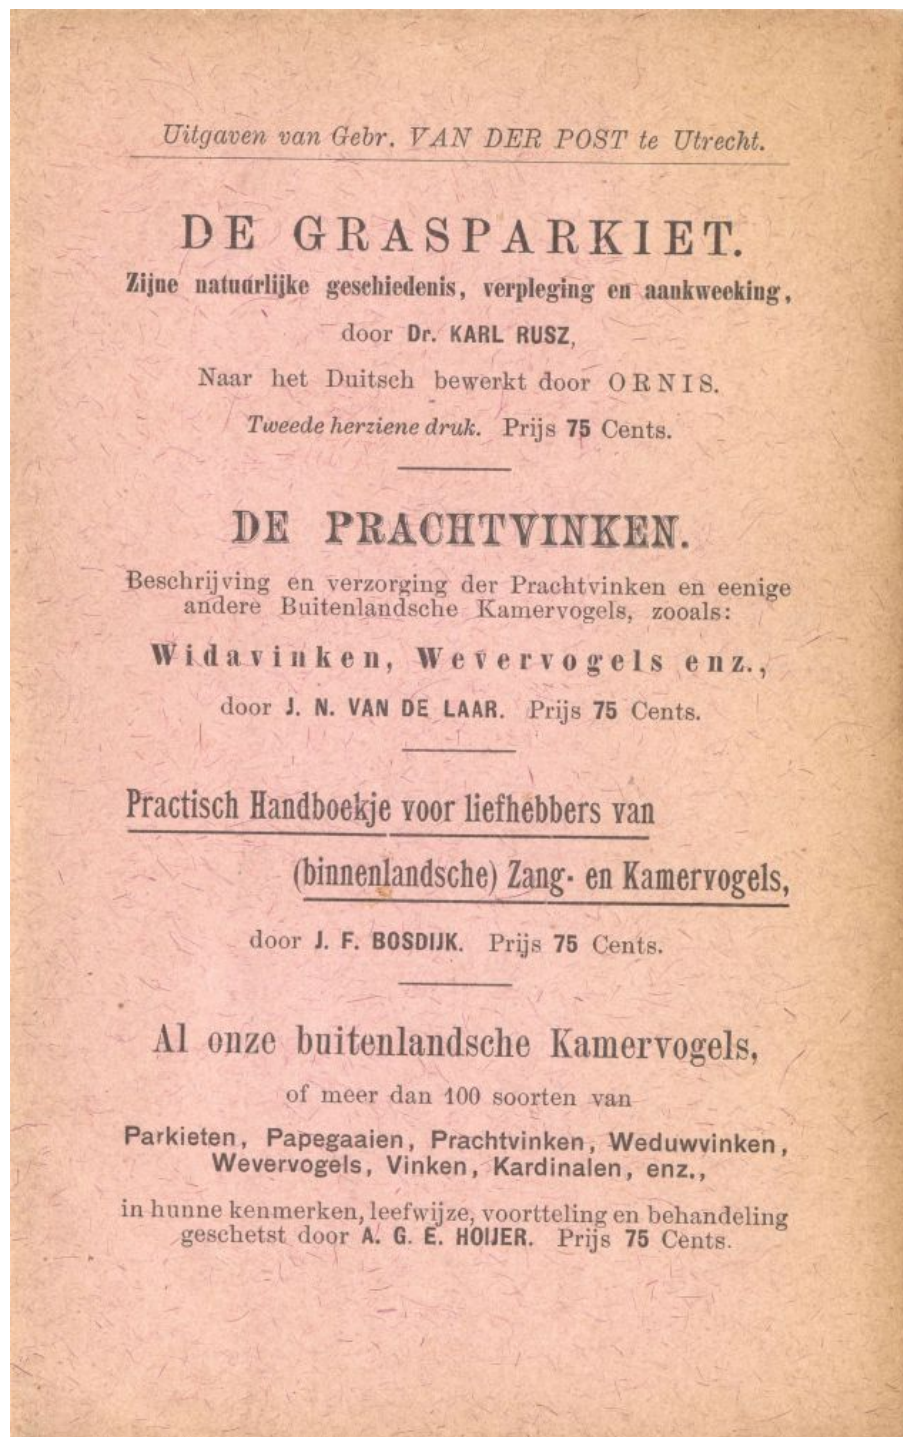 Uitgaven van Gebr. VAN DER POST te Utrecht.
DE GRASPARKIET.
Zijne natuurlijke geschiedenis, verpleging en aankweeking,
door Dr. KARL RUSZ,
Naar het Duitsch bewerkt door ORNIS.
Tweede herziene druk. Prijs 75 Cents.
DE PRACHTVINKEN.
Beschrijving en verzorging der Prachtvinken en eenige
andere Buitenlandsche Kamervogels, zooals:
Widavinken, Wevervogels enz.,
door J. N. VAN DE LAAR. Prijs 75 Cents.
Practisch Handboekje voor liefhebbers van
(binnenlandsche) Zang- en Kamervogels,
door J. F. BOSDIJK. Prijs 75 Cents.
Al onze buitenlandsche Kamervogels,
of meer dan 100 soorten van
Parkieten, Papegaaien, Prachtvinken, Weduwvinken,
Wevervogels, Vinken, Kardinalen, enz.,
in hunne kenmerken, leefwijze, voortteling en behandeling
geschetst door A. G. E. HOIJER. Prijs 75 Cents.